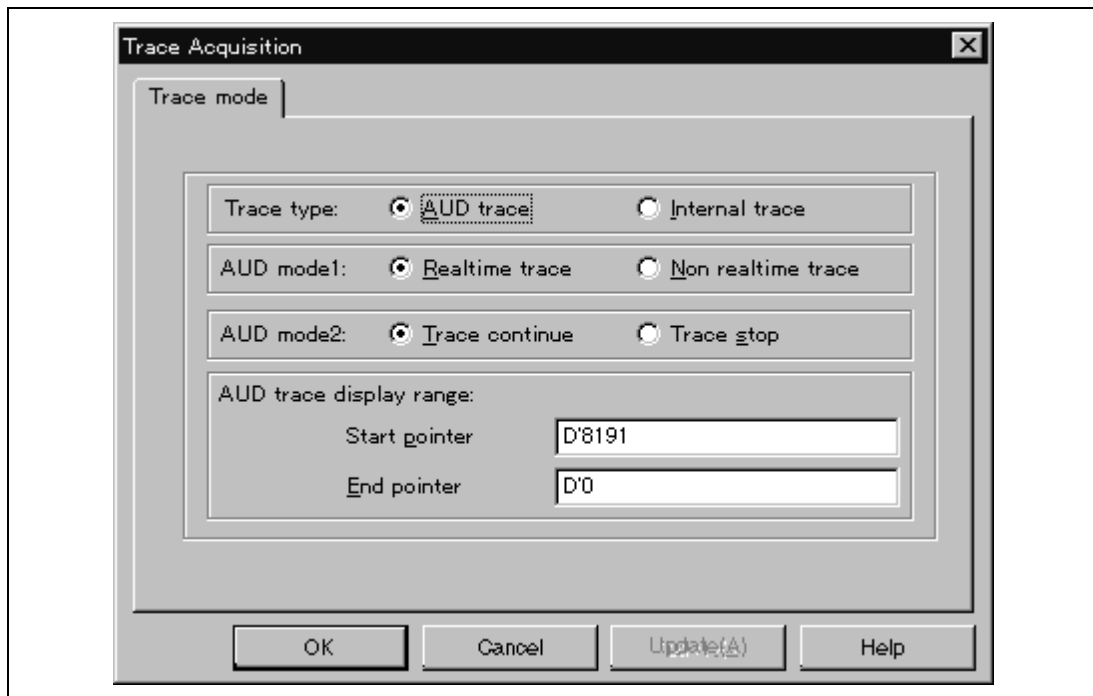 Trace Acquisition
Trace mode
Trace type: AUD trace Internal trace
AUD mode1: Realtime trace Non realtime trace
AUD mode2: Trace continue Trace stop
AUD trace display range:
Start pointer D'8191
End pointer D'0
OK Cancel Update(A) Help